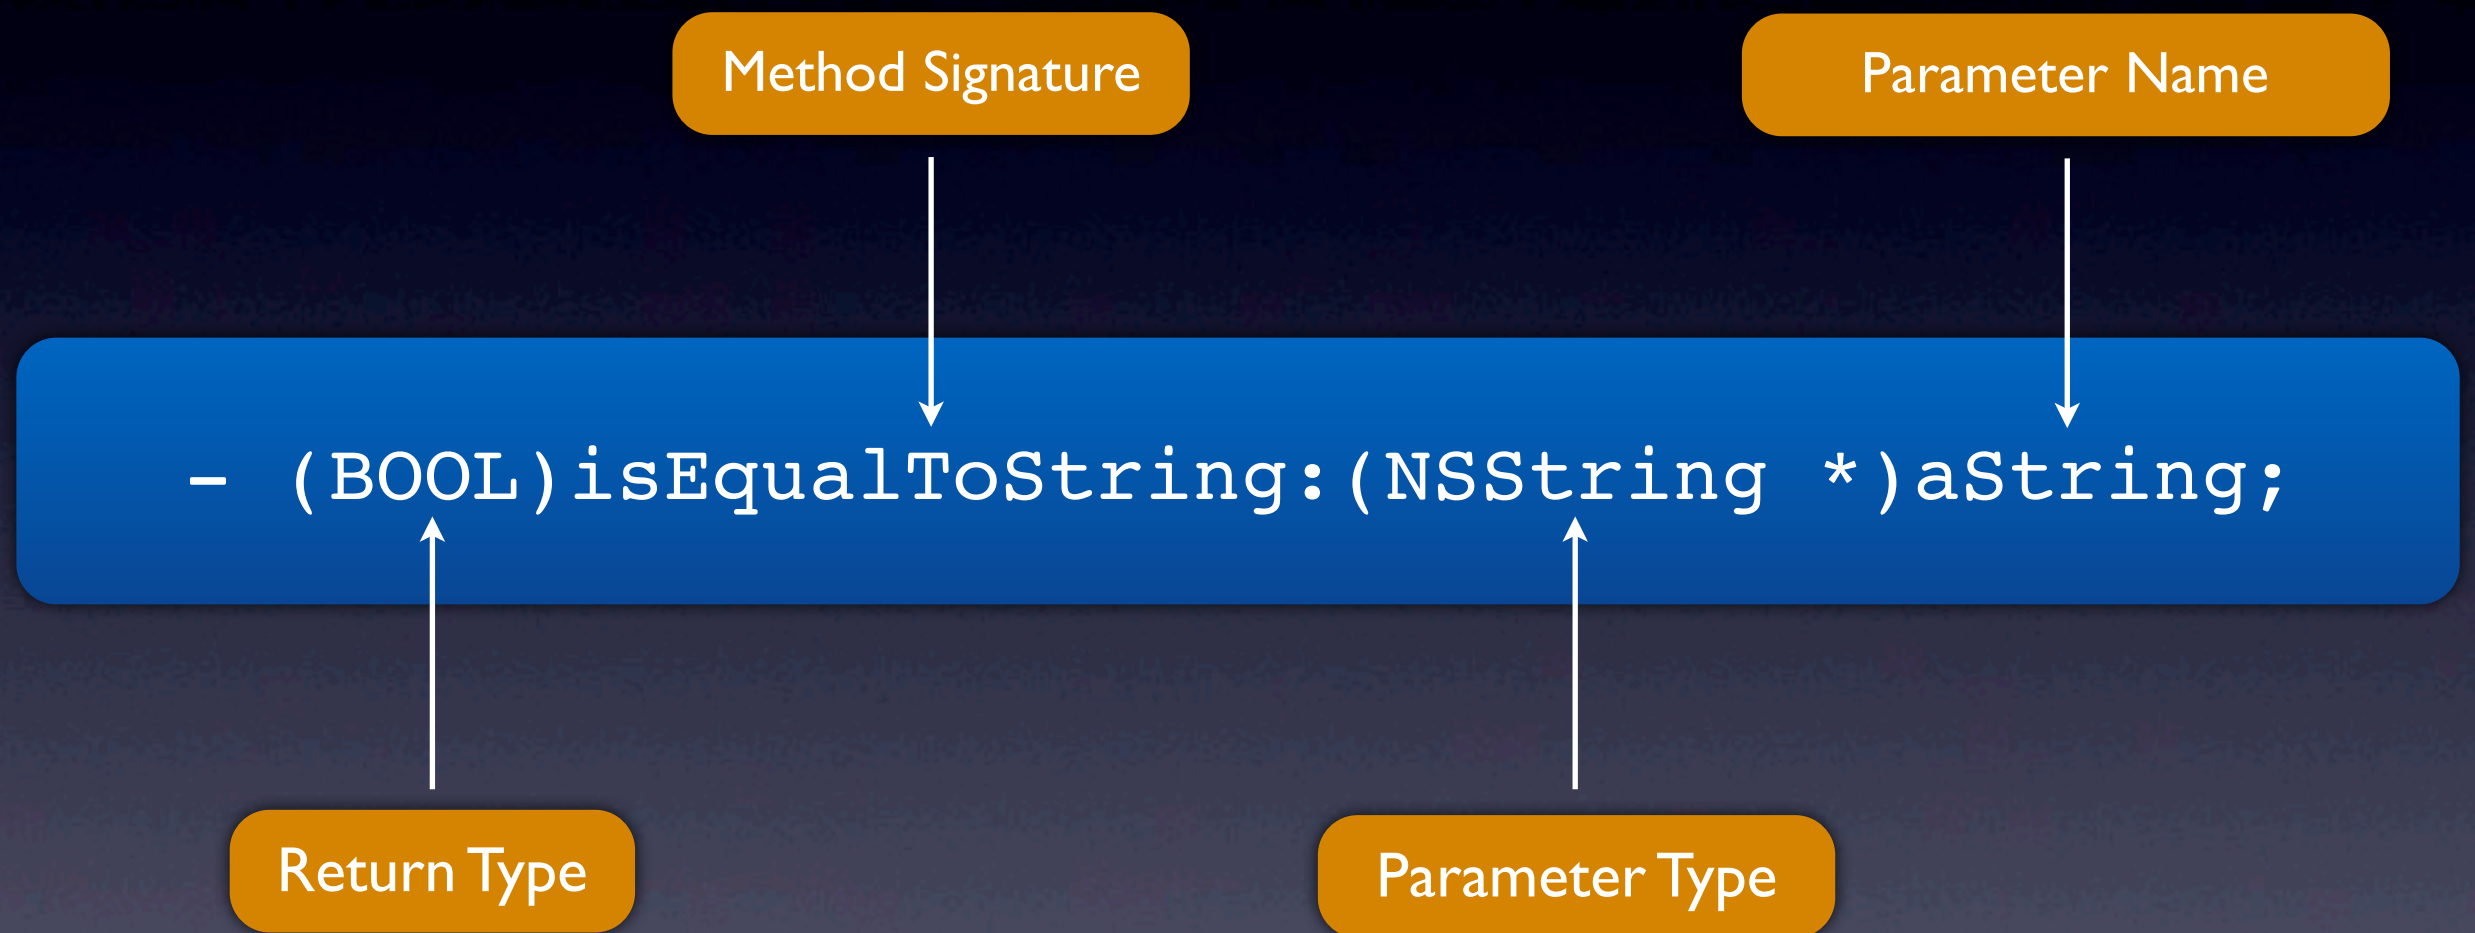 Method Signature
Parameter Name
- (BOOL)isEqualToString:(NSString *)aString;
Return Type
Parameter Type